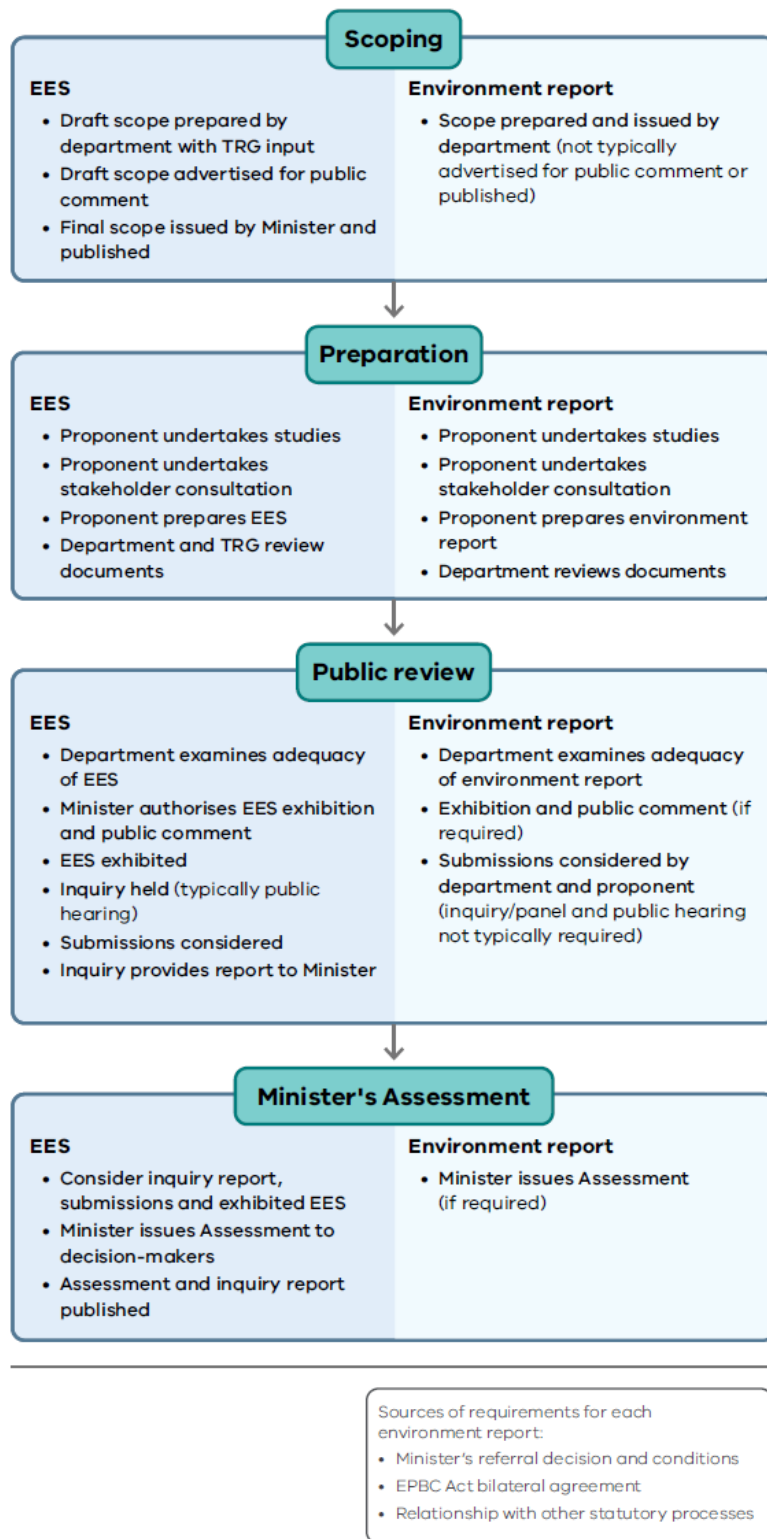 Scoping
EES
• Draft scope prepared by
department with TRG input
• Draft scope advertised for public
comment
• Final scope issued by Minister and
published
Environment report
• Scope prepared and issued by
department (not typically
advertised for public comment or
published)
Preparation
EES
• Proponent undertakes studies
• Proponent undertakes
stakeholder consultation
• Proponent prepares EES
• Department and TRG review
documents
Environment report
• Proponent undertakes studies
• Proponent undertakes
stakeholder consultation
• Proponent prepares environment
report
• Department reviews documents
Public review
EES
• Department examines adequacy
of EES
• Minister authorises EES exhibition
and public comment
• EES exhibited
• Inquiry held (typically public
hearing)
• Submissions considered
• Inquiry provides report to Minister
Environment report
• Department examines adequacy
of environment report
• Exhibition and public comment (if
required)
• Submissions considered by
department and proponent
(inquiry/panel and public hearing
not typically required)
Minister's Assessment
EES
• Consider inquiry report,
submissions and exhibited EES
• Minister issues Assessment to
decision-makers
• Assessment and inquiry report
published
Environment report
• Minister issues Assessment
(if required)
Sources of requirements for each
environment report:
• Minister's referral decision and conditions
• EPBC Act bilateral agreement
• Relationship with other statutory processes